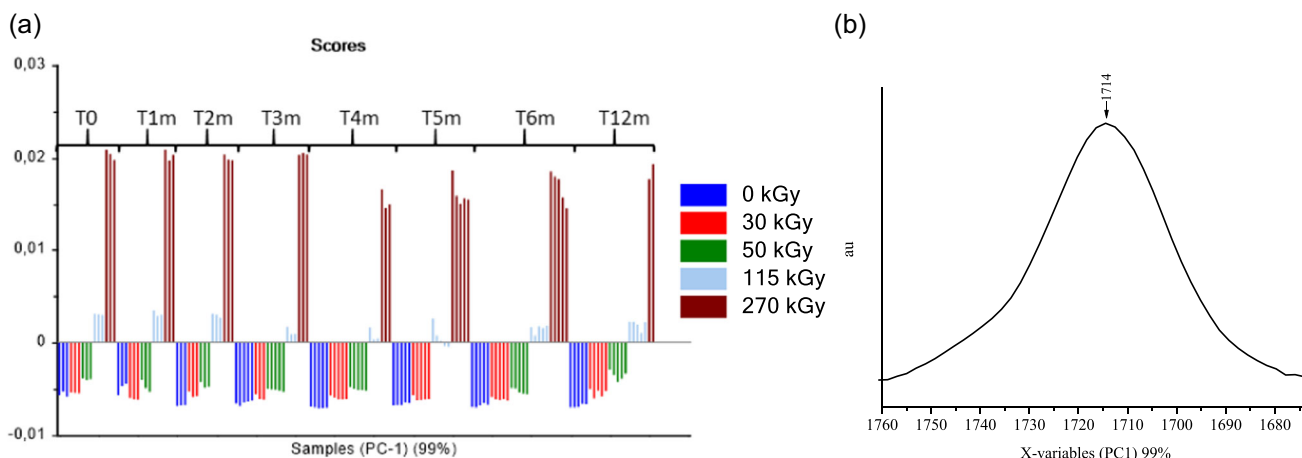 (a)
Scores
0,03
0,02
0,01
0
-0,01
T0 T1m T2m T3m T4m T5m T6m T12m
0 kGy
30 kGy
50 kGy
115 kGy
270 kGy
Samples (PC-1) (99%)
(b)
1714
au
1760 1750 1740 1730 1720 1710 1700 1690 1680
X-variables (PC1) 99%